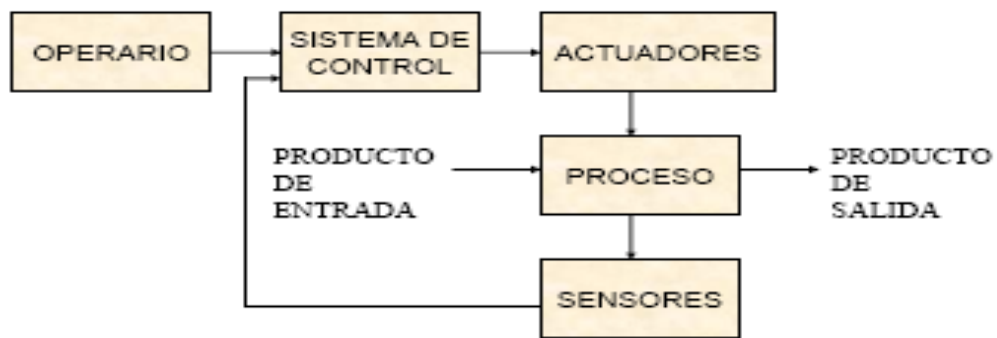 OPERARIO
SISTEMA DE
CONTROL
ACTUADORES
PRODUCTO
DE
ENTRADA
PROCESO
PRODUCTO
DE
SALIDA
SENSORES